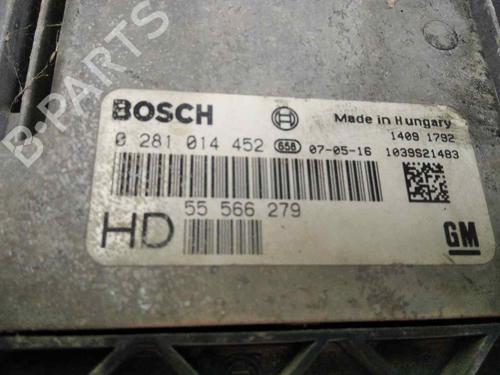 B-PARTS
BOSCH
Made in Hungary
0 281 014 452 658 07-05-16
1409 1792
1039S21483
55 566 279
HD
GM